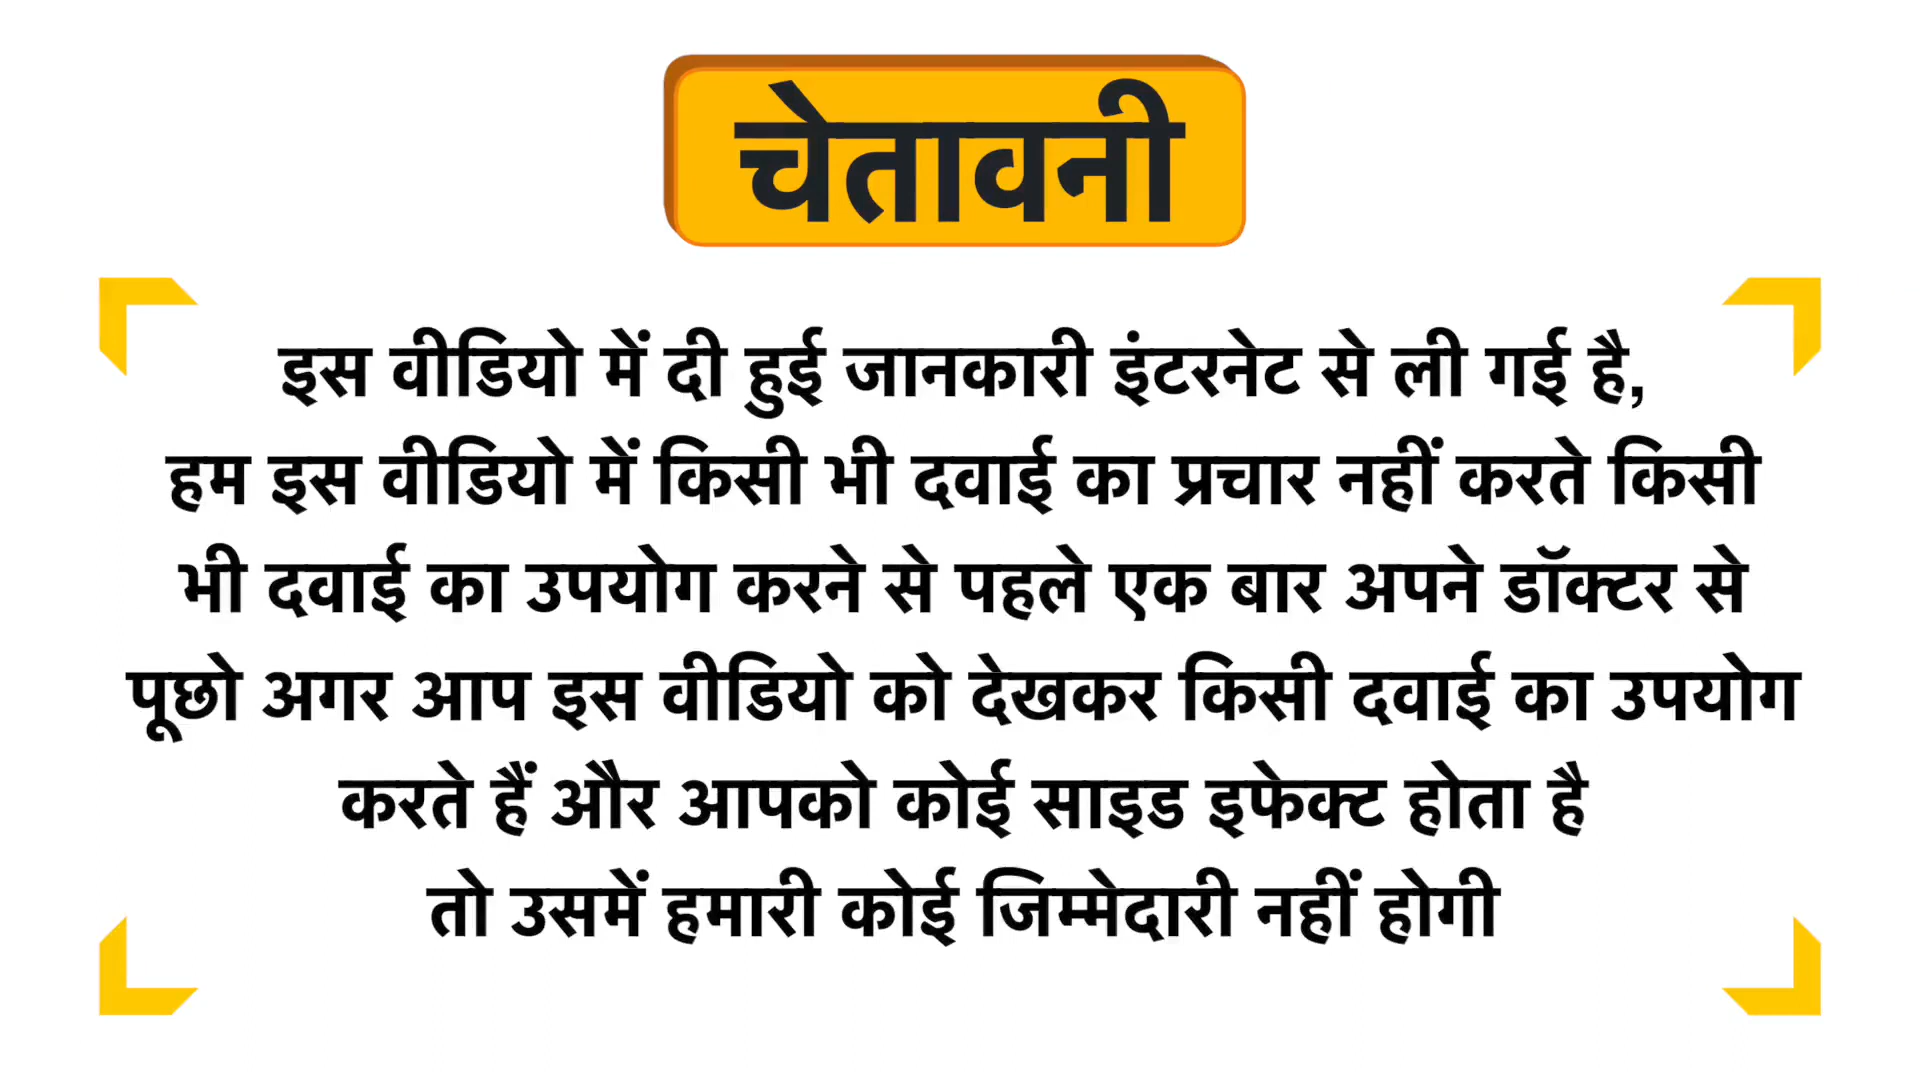 चेतावनी
इस वीडियो में दी हुई जानकारी इंटरनेट से ली गई है,
हम इस वीडियो में किसी भी दवाई का प्रचार नहीं करते किसी
भी दवाई का उपयोग करने से पहले एक बार अपने डॉक्टर से
पूछो अगर आप इस वीडियो को देखकर किसी दवाई का उपयोग
करते हैं और आपको कोई साइड इफेक्ट होता है
तो उसमें हमारी कोई जिम्मेदारी नहीं होगी